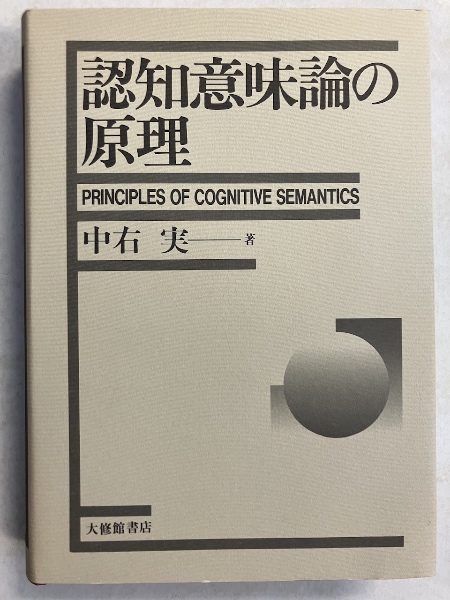 認知意味論の
原理
PRINCIPLES OF COGNITIVE SEMANTICS
中右 実——著
大修館書店